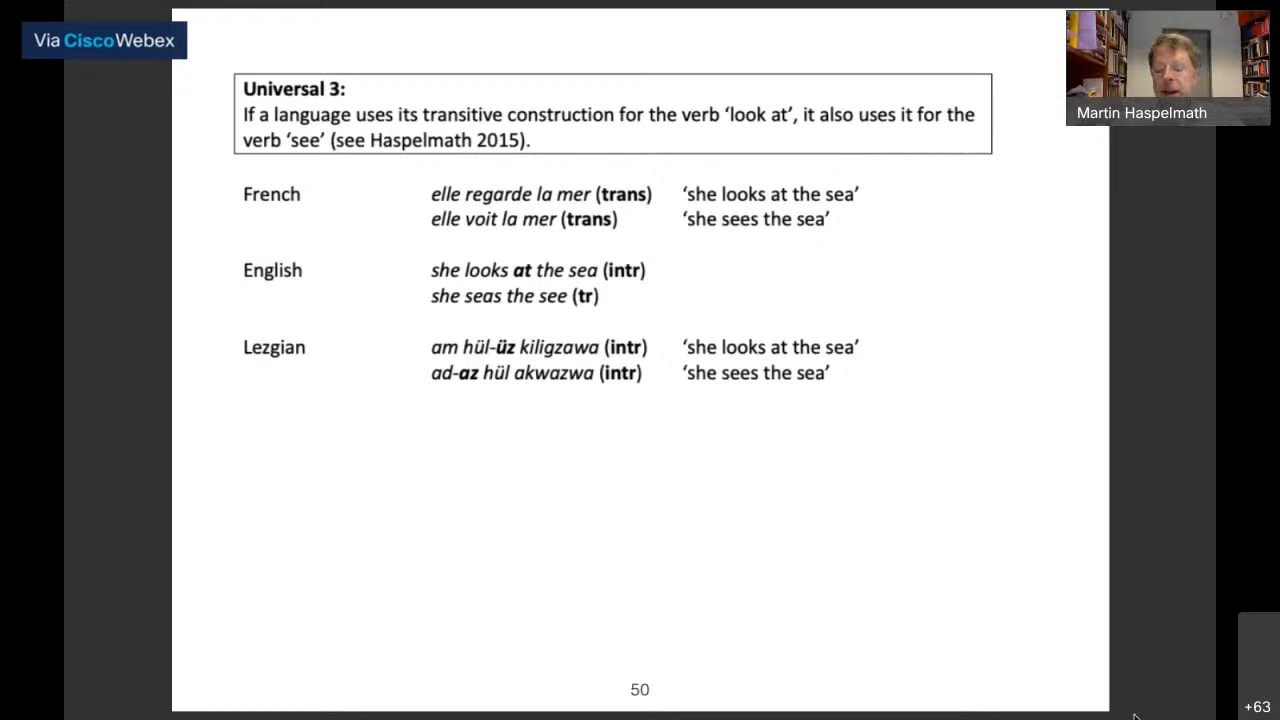 Via Cisco Webex
Martin Haspelmath
Universal 3:
If a language uses its transitive construction for the verb ‘look at’, it also uses it for the
verb ‘see’ (see Haspelmath 2015).
French elle regarde la mer (trans) ‘she looks at the sea’
elle voit la mer (trans) ‘she sees the sea’
English she looks at the sea (intr)
she seas the see (tr)
Lezgian am hül-üz kiligzawa (intr) ‘she looks at the sea’
ad-az hül akwazwa (intr) ‘she sees the sea’
50
+63